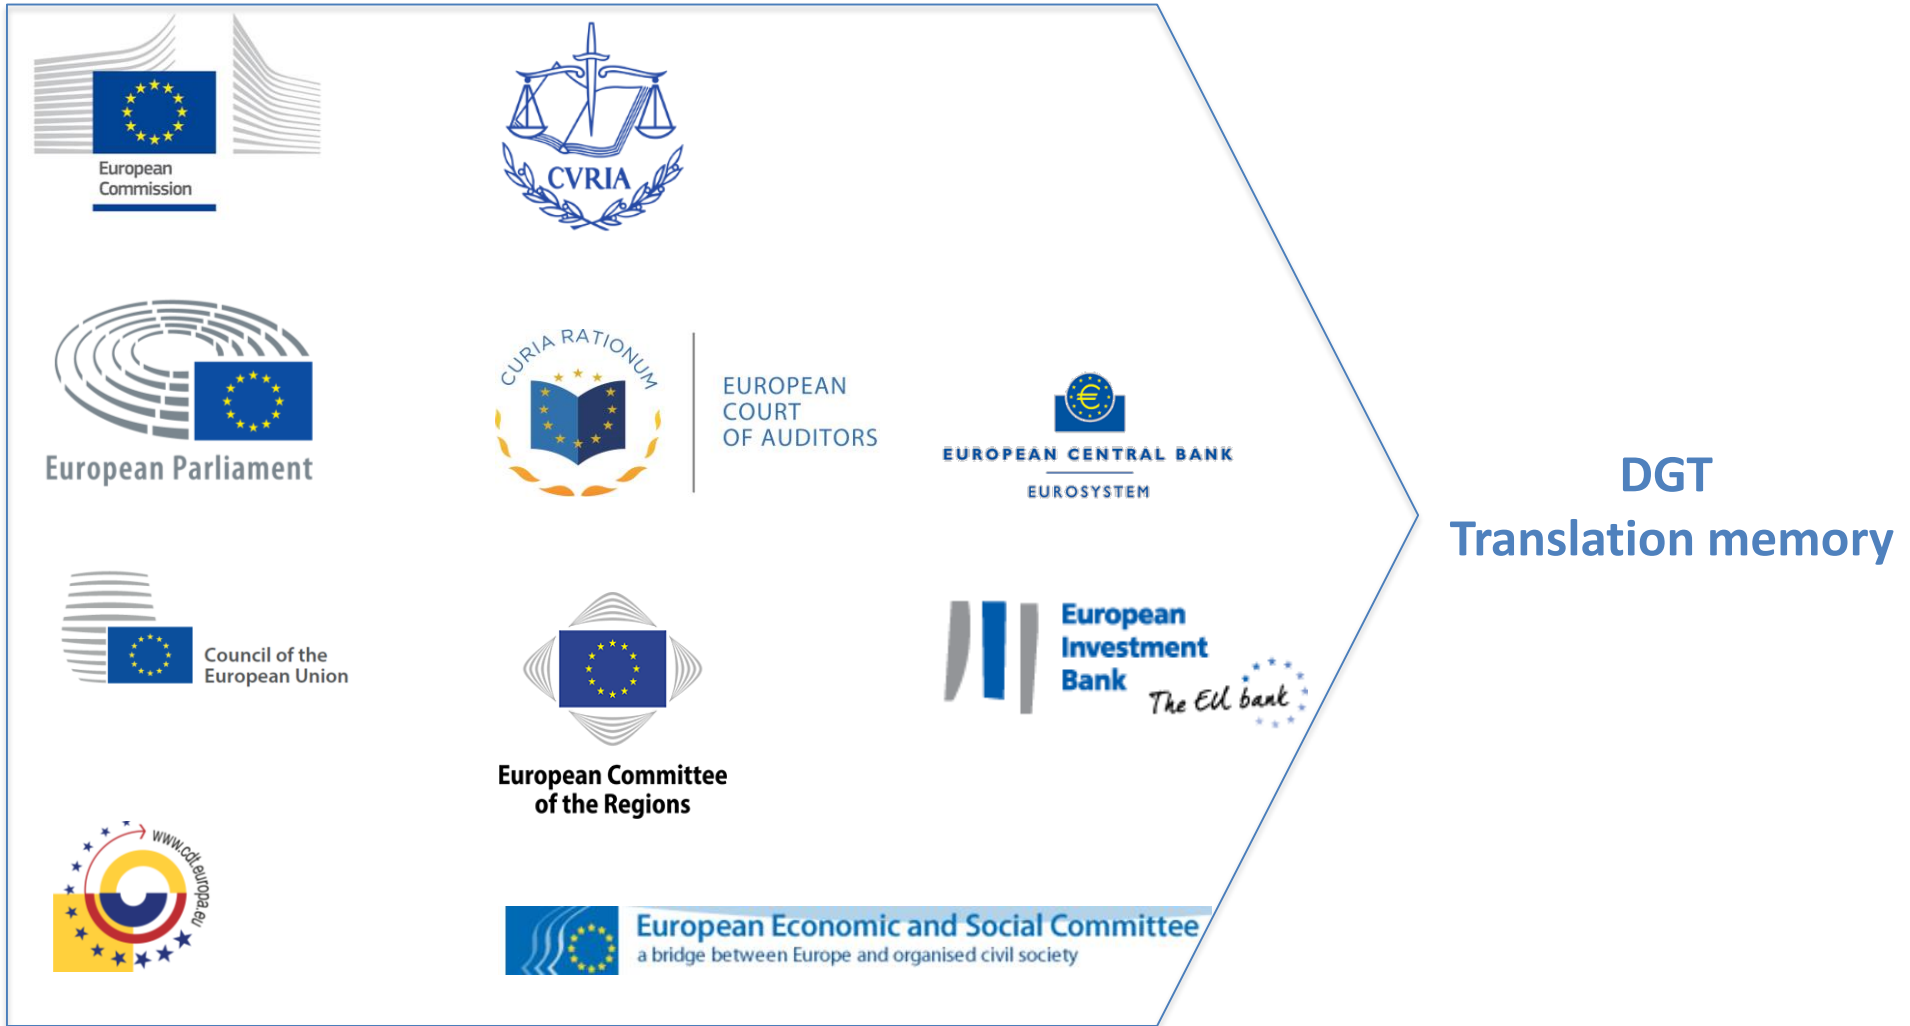 European
Commission
CVRIA
European Parliament
CURIA RATIONUM
EUROPEAN
COURT
OF AUDITORS
€
EUROPEAN CENTRAL BANK
EUROSYSTEM
DGT
Translation memory
Council of the
European Union
European Committee
of the Regions
European
Investment
Bank
The EU bank
www.cdt.europa.eu
European Economic and Social Committee
a bridge between Europe and organised civil society